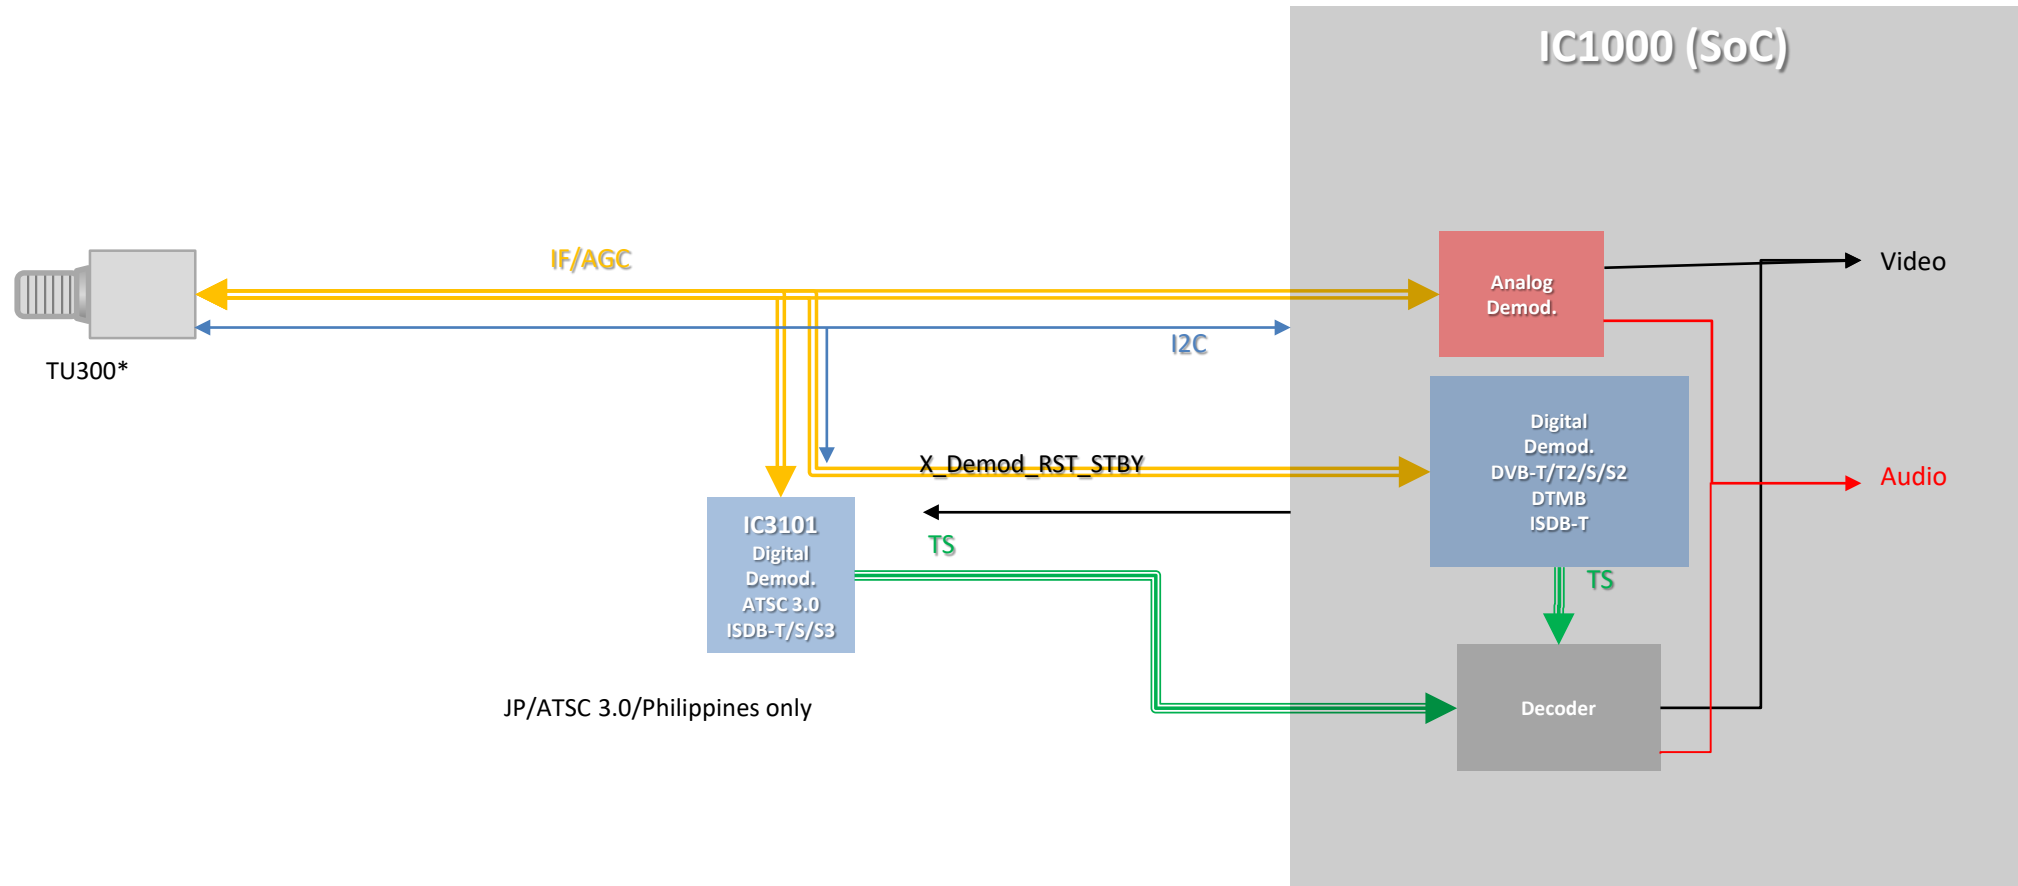 IC1000 (SoC)
IF/AGC
Video
Analog
Demod.
I2C
TU300*
Digital
Demod.
DVB-T/T2/S/S2
DTMB
ISDB-T
X_Demod_RST_STBY
Audio
IC3101
Digital
Demod.
ATSC 3.0
ISDB-T/S/S3
TS
TS
JP/ATSC 3.0/Philippines only
Decoder